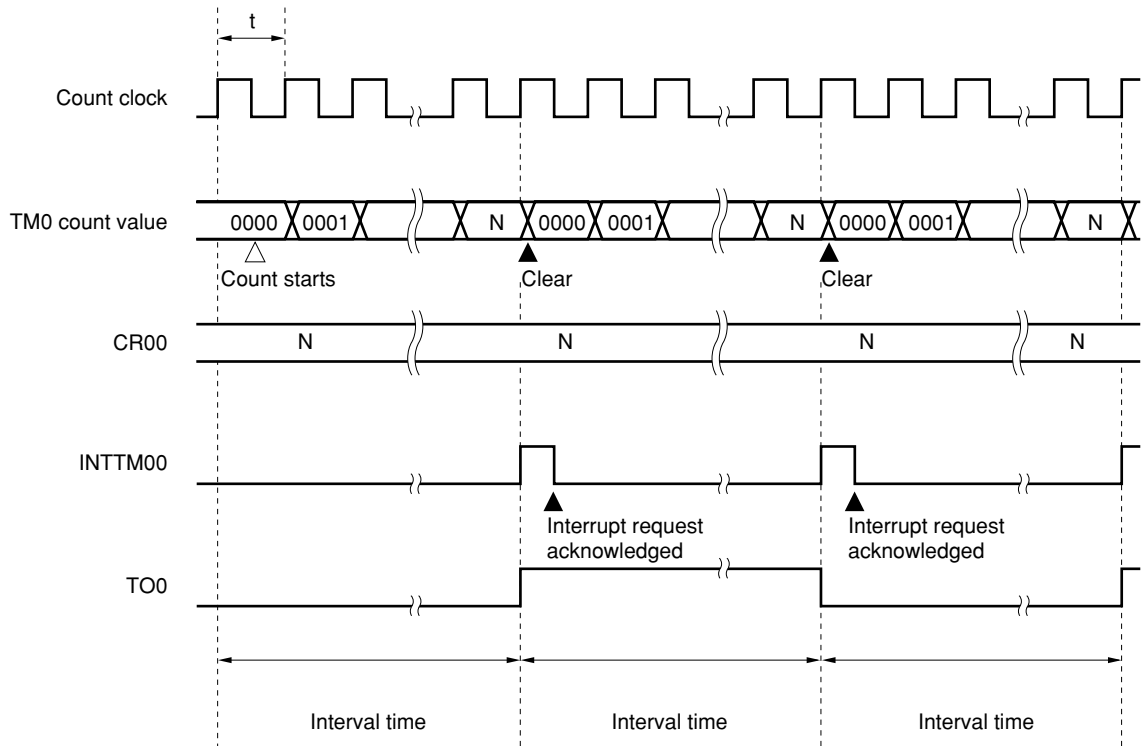 t
Count clock
TM0 count value
0000 0001 N 0000 0001 N 0000 0001 N
Count starts Clear Clear
CR00
N N N N
INTTM00
Interrupt request
acknowledged
Interrupt request
acknowledged
TO0
Interval time Interval time Interval time